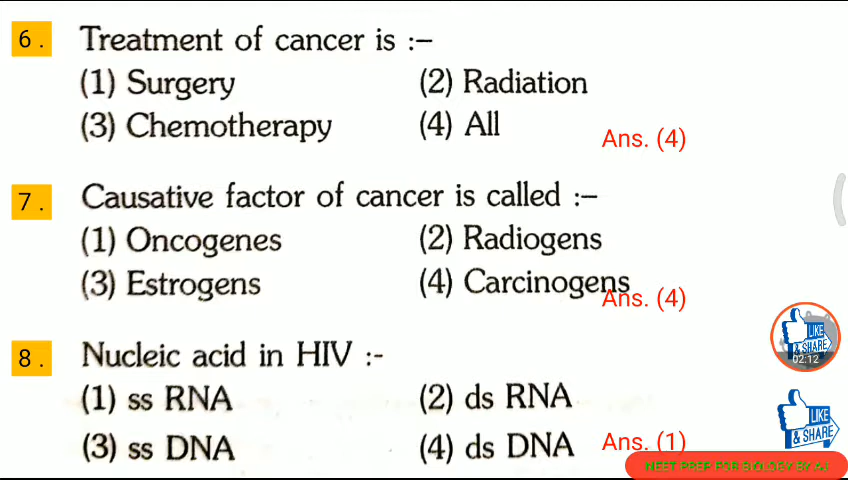 6 . Treatment of cancer is :–
(1) Surgery (2) Radiation
(3) Chemotherapy (4) All
Ans. (4)
7 . Causative factor of cancer is called :–
(1) Oncogenes (2) Radiogens
(3) Estrogens (4) Carcinogens
Ans. (4)
8 . Nucleic acid in HIV :-
(1) ss RNA (2) ds RNA
(3) ss DNA (4) ds DNA
Ans. (1)
LIKE
& SHARE
02:12
LIKE
& SHARE
NEET PREP FOR BIOLOGY BY AJ